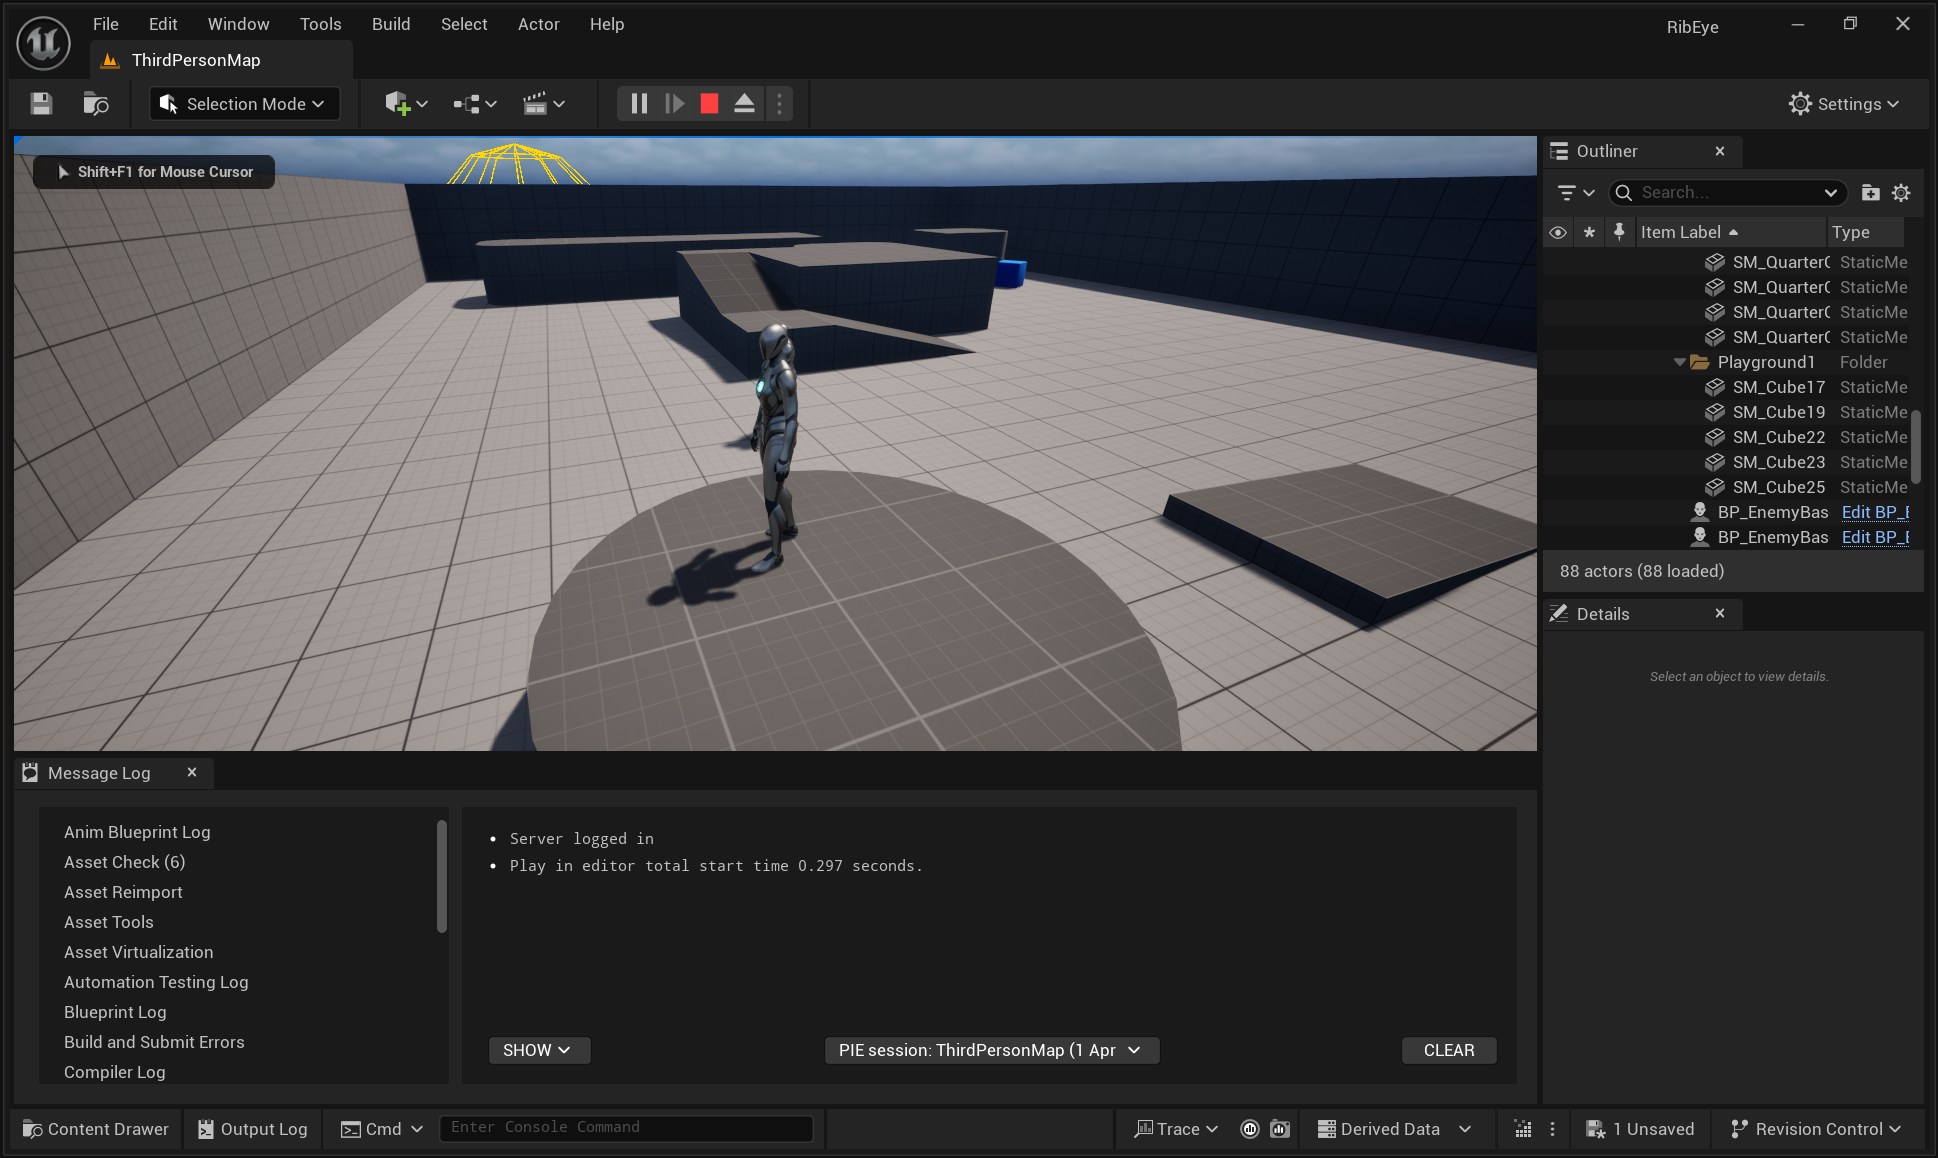 File Edit Window Tools Build Select Actor Help
RibEye
ThirdPersonMap
Selection Mode
Settings
Shift+F1 for Mouse Cursor
Outliner
Search...
Item Label Type
SM_Quarter StaticMe
SM_Quarter StaticMe
SM_Quarter StaticMe
SM_Quarter StaticMe
Playground1 Folder
SM_Cube17 StaticMe
SM_Cube19 StaticMe
SM_Cube22 StaticMe
SM_Cube23 StaticMe
SM_Cube25 StaticMe
BP_EnemyBas Edit BP_E
BP_EnemyBas Edit BP_E
88 actors (88 loaded)
Details
Select an object to view details.
Message Log
Anim Blueprint Log
Asset Check (6)
Asset Reimport
Asset Tools
Asset Virtualization
Automation Testing Log
Blueprint Log
Build and Submit Errors
Compiler Log
Server logged in
Play in editor total start time 0.297 seconds.
SHOW
PIE session: ThirdPersonMap (1 Apr
CLEAR
Content Drawer
Output Log
Cmd
Enter Console Command
Trace
Derived Data
1 Unsaved
Revision Control